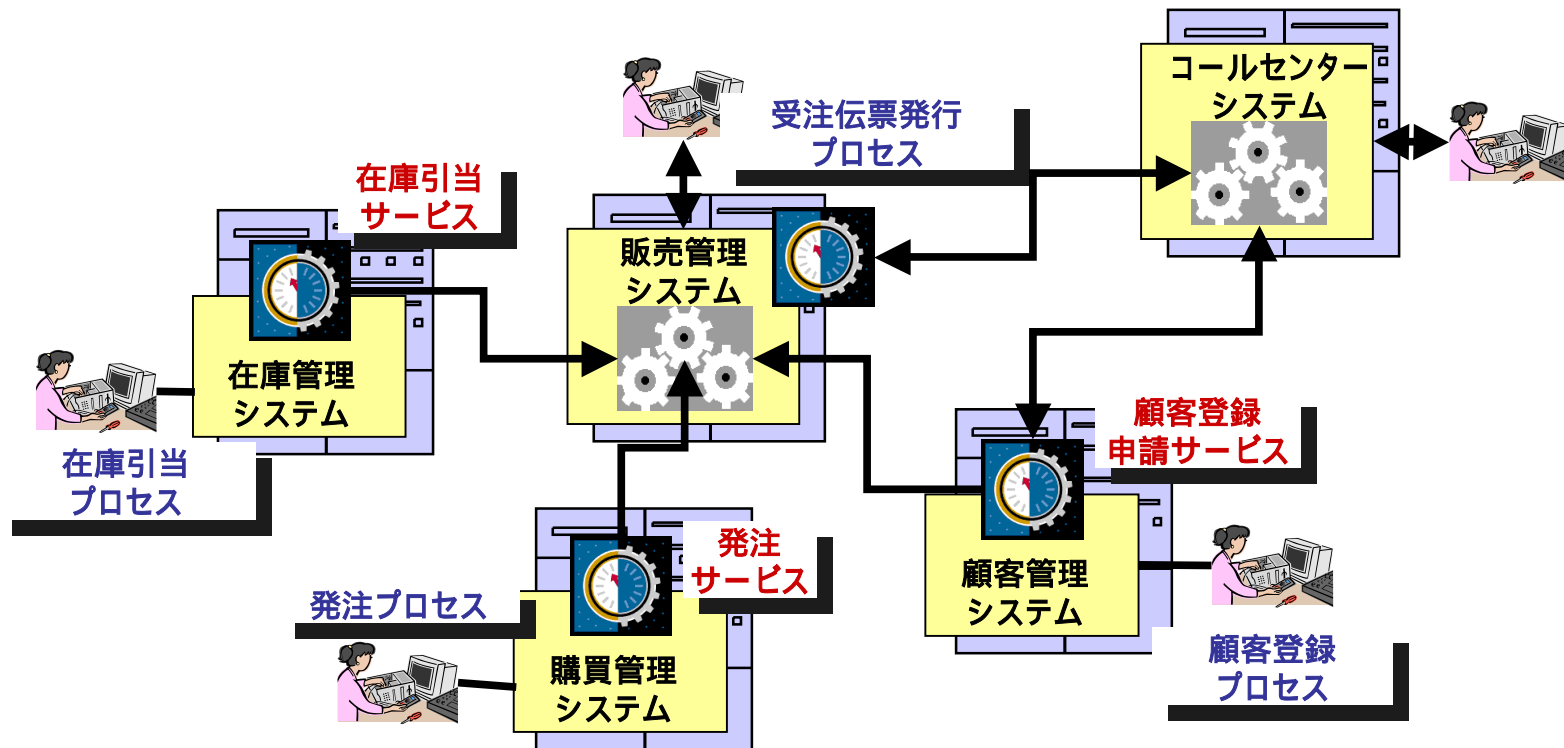 コールセンター
システム
受注伝票発行
プロセス
在庫引当
サービス
販売管理
システム
在庫管理
システム
顧客登録
申請サービス
在庫引当
プロセス
発注
サービス
顧客管理
システム
発注プロセス
購買管理
システム
顧客登録
プロセス